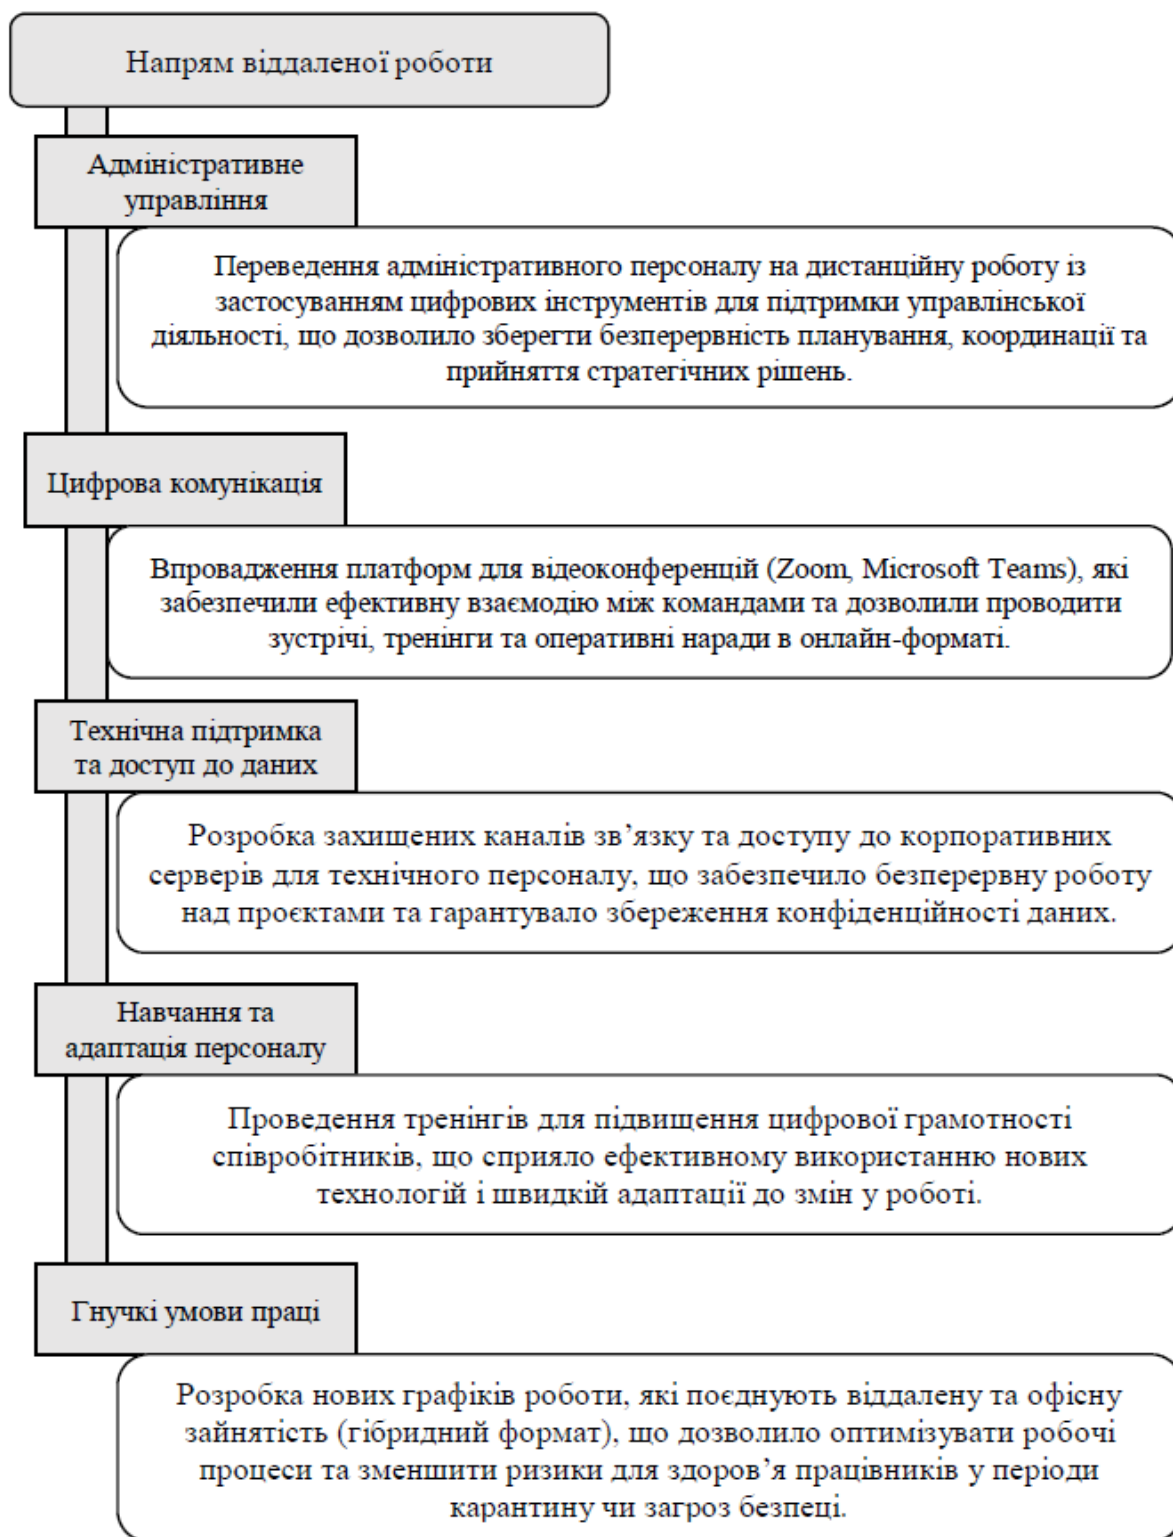 Напрям віддаленої роботи
Адміністративне
управління
Переведення адміністративного персоналу на дистанційну роботу із
застосуванням цифрових інструментів для підтримки управлінської
діяльності, що дозволило зберегти безперервність планування, координації та
прийняття стратегічних рішень.
Цифрова комунікація
Впровадження платформ для відеоконференцій (Zoom, Microsoft Teams), які
забезпечили ефективну взаємодію між командами та дозволили проводити
зустрічі, тренінги та оперативні наради в онлайн-форматі.
Технічна підтримка
та доступ до даних
Розробка захищених каналів зв’язку та доступу до корпоративних
серверів для технічного персоналу, що забезпечило безперервну роботу
над проєктами та гарантувало збереження конфіденційності даних.
Навчання та
адаптація персоналу
Проведення тренінгів для підвищення цифрової грамотності
співробітників, що сприяло ефективному використанню нових
технологій і швидкій адаптації до змін у роботі.
Гнучкі умови праці
Розробка нових графіків роботи, які поєднують віддалену та офісну
зайнятість (гібридний формат), що дозволило оптимізувати робочі
процеси та зменшити ризики для здоров’я працівників у періоди
карантину чи загроз безпеці.